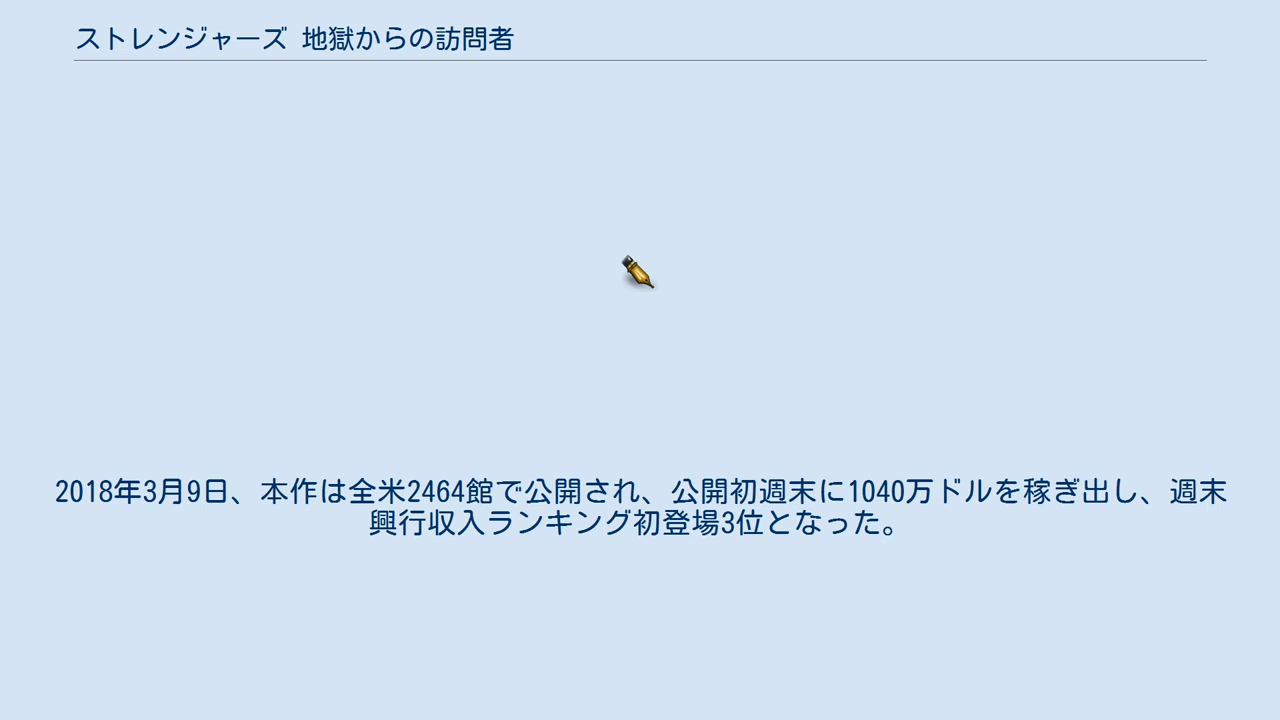 ストレンジャーズ 地獄からの訪問者
2018年3月9日、本作は全米2464館で公開され、公開初週末に1040万ドルを稼ぎ出し、週末
興行収入ランキング初登場3位となった。